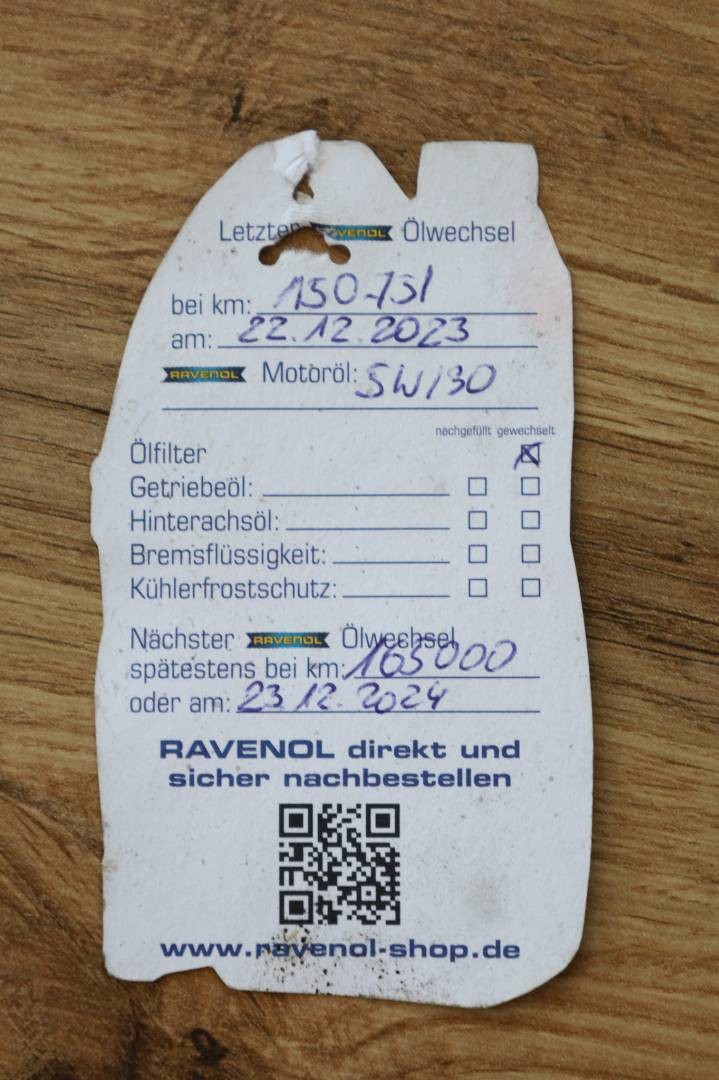 Letzter RAVENOL Ölwechsel
bei km: 150.151
am: 22.12.2023
RAVENOL Motoröl: 5W/30
nachgefüllt gewechselt
Ölfilter
Getriebeöl:
Hinterachsöl:
Bremsflüssigkeit:
Kühlerfrostschutz:
Nächster RAVENOL Ölwechsel
spätestens bei km: 165000
oder am: 23.12.2024
RAVENOL direkt und
sicher nachbestellen
www.ravenol-shop.de